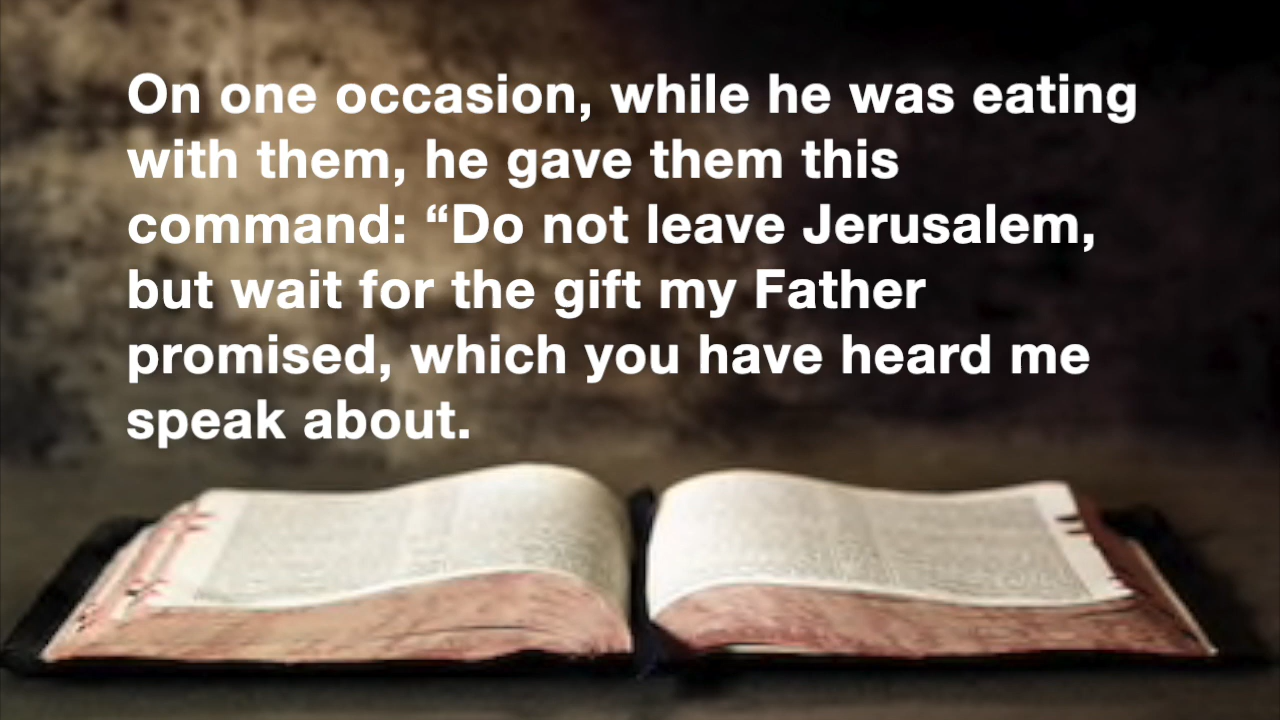 On one occasion, while he was eating
with them, he gave them this
command: “Do not leave Jerusalem,
but wait for the gift my Father
promised, which you have heard me
speak about.